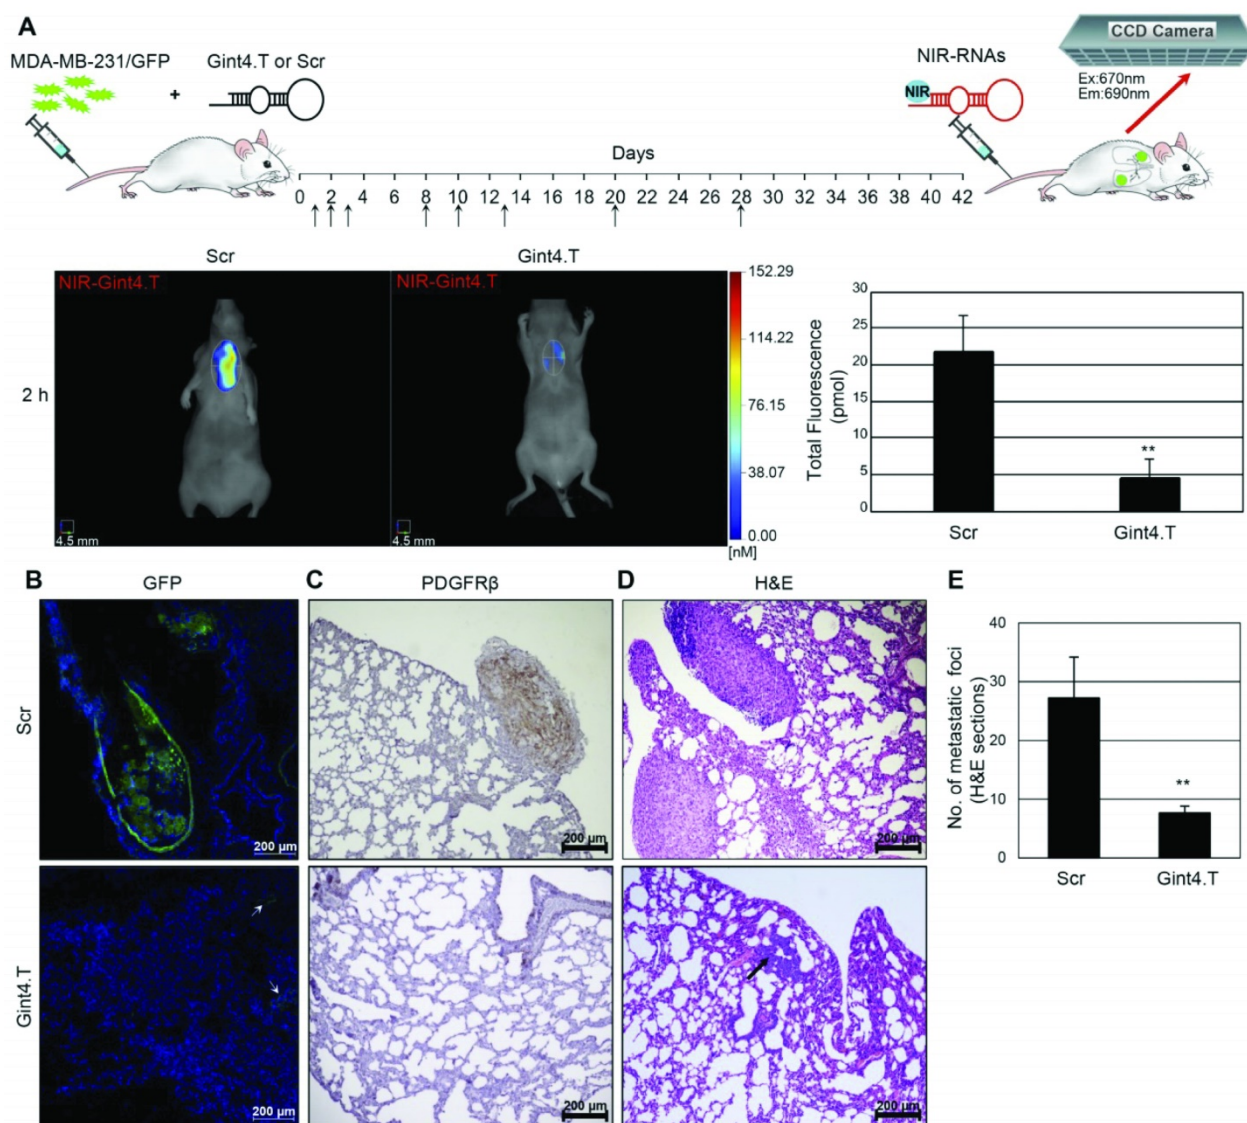 A
MDA-MB-231/GFP
Gint4.T or Scr
+
NIR-RNAs
NIR
CCD Camera
Ex:670nm
Em:690nm
Days
0 2 4 6 8 10 12 14 16 18 20 22 24 26 28 30 32 34 36 38 40 42
Scr
Gint4.T
NIR-Gint4.T
NIR-Gint4.T
2 h
4.5 mm
4.5 mm
152.29
114.22
76.15
38.07
0.00
[nM]
Total Fluorescence
(pmol)
30
25
20
15
10
5
0
**
Scr
Gint4.T
B
GFP
C
PDGFRβ
D
H&E
E
Scr
200 µm
200 µm
200 µm
Gint4.T
200 µm
200 µm
200 µm
No. of metastatic foci
(H&E sections)
40
30
20
10
0
**
Scr
Gint4.T